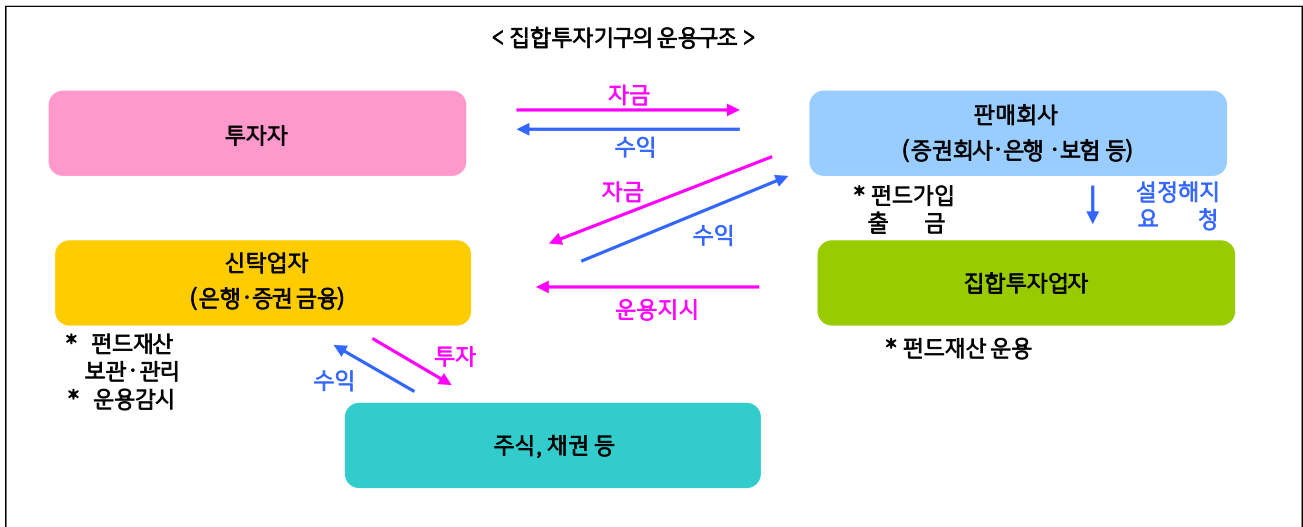 < 집합투자기구의 운용구조 >
자금
투자자
수익
판매회사
(증권회사·은행 ·보험 등)
자금
수익
* 펀드가입
출 금
설정해지
요 청
신탁업자
(은행·증권 금융)
운용지시
집합투자업자
* 펀드재산
보관·관리
* 운용감시
* 펀드재산 운용
투자
수익
주식, 채권 등